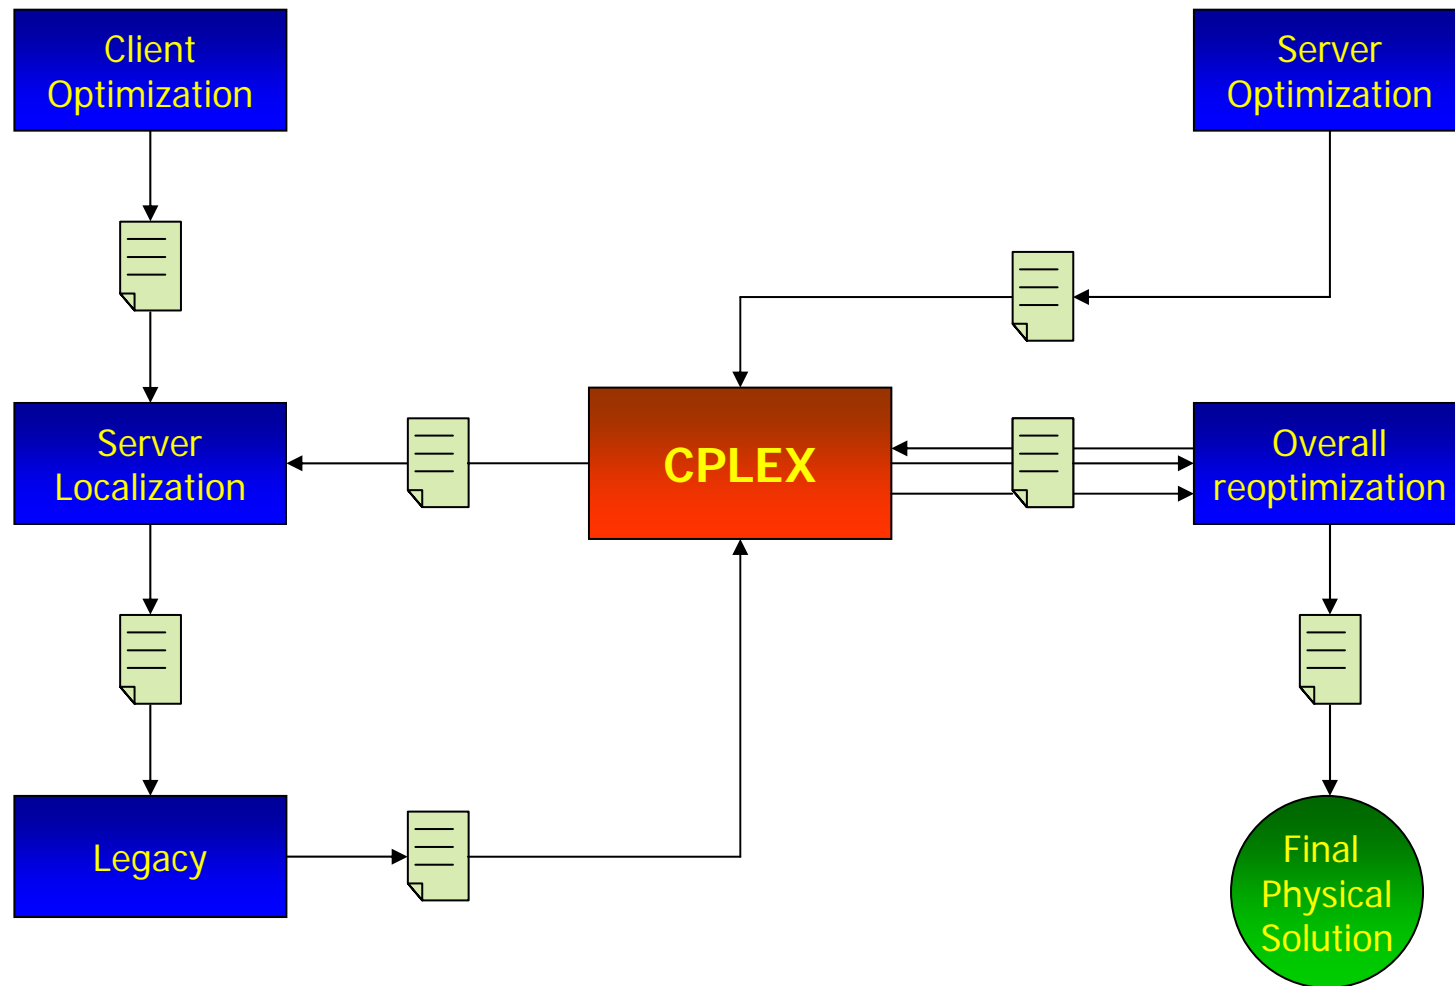 Client
Optimization
Server
Optimization
Server
Localization
CPLEX
Overall
reoptimization
Legacy
Final
Physical
Solution